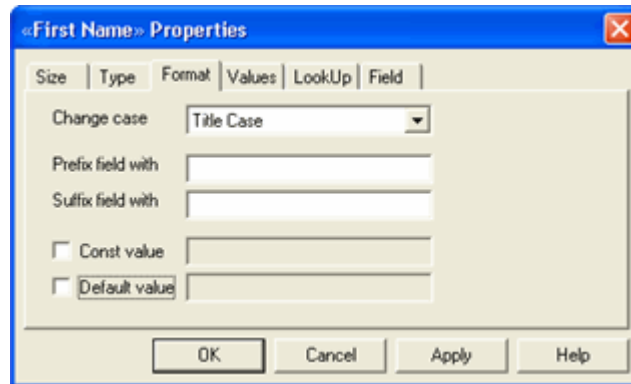 «First Name» Properties
Size Type Format Values LookUp Field
Change case Title Case
Prefix field with
Suffix field with
Const value
Default value
OK Cancel Apply Help